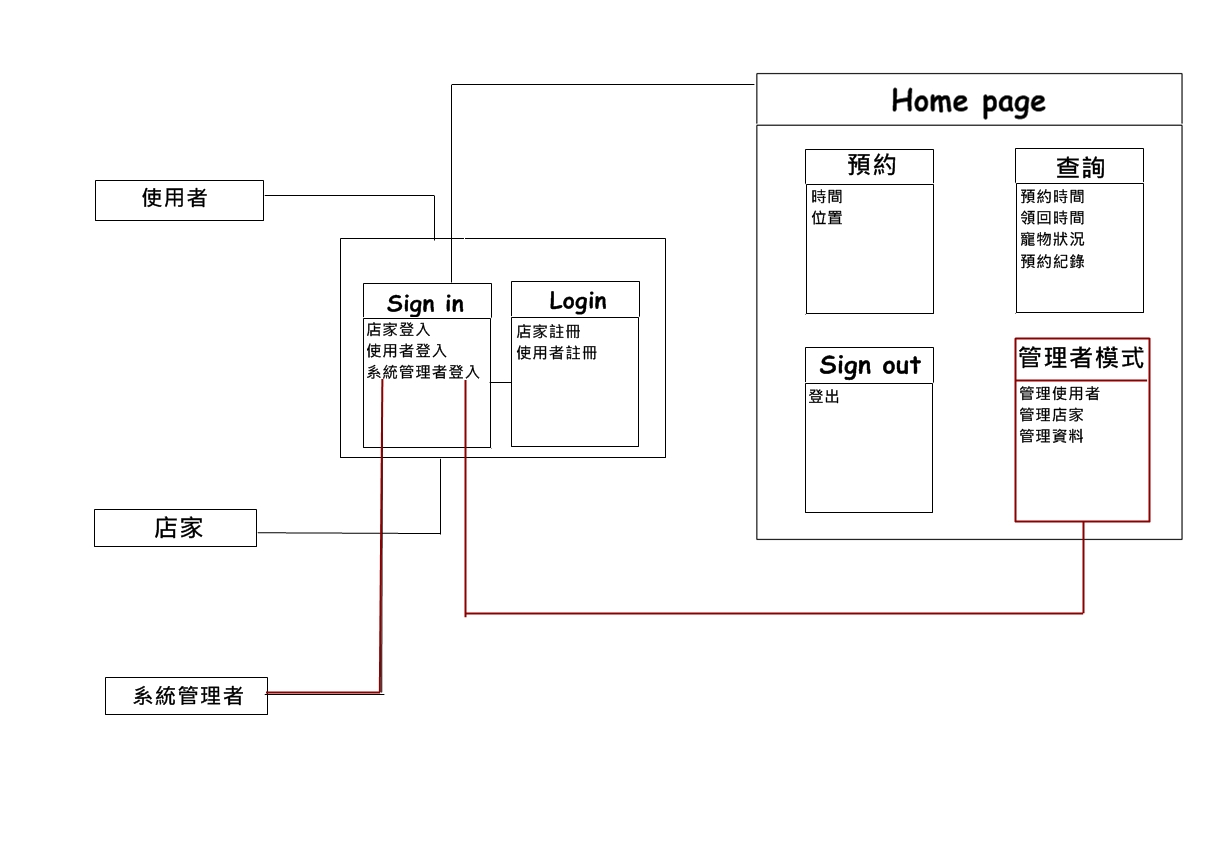 Home page
預約
時間
位置
查詢
預約時間
領回時間
寵物狀況
預約紀錄
使用者
Sign in
店家登入
使用者登入
系統管理者登入
Login
店家註冊
使用者註冊
Sign out
登出
管理者模式
管理使用者
管理店家
管理資料
店家
系統管理者